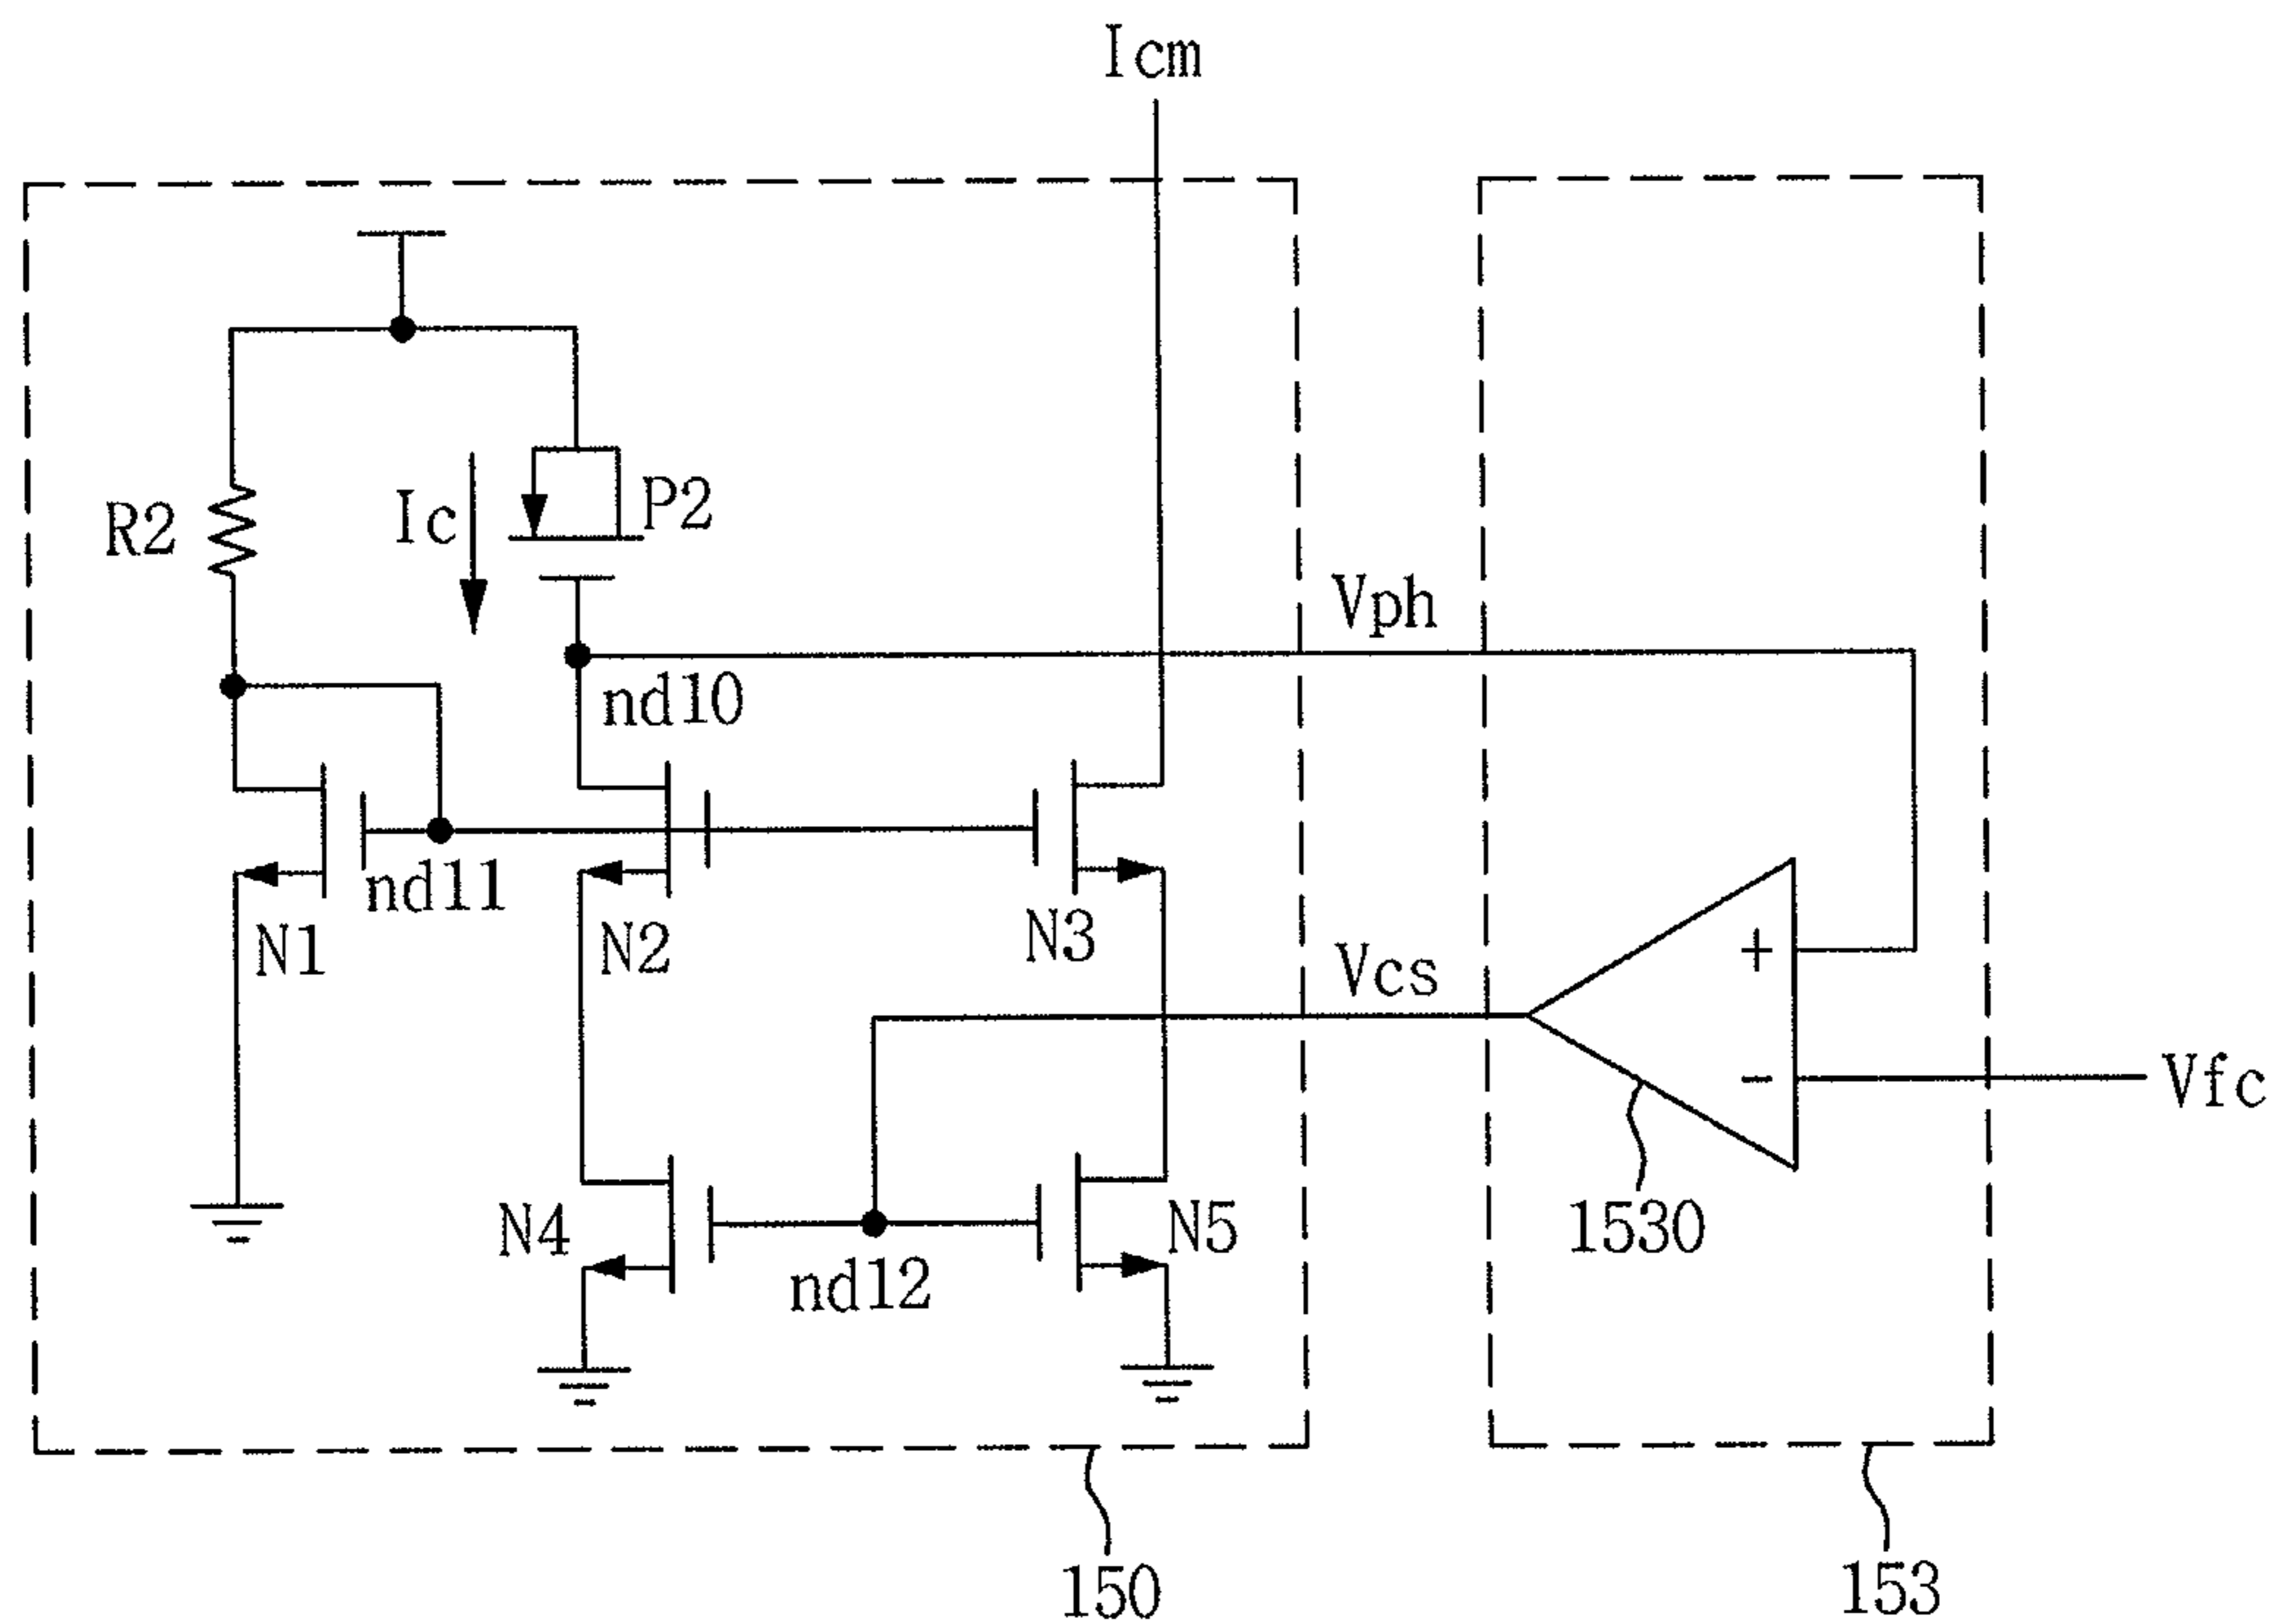 Icm
R2
Ic
P2
Vph
nd10
nd11
N1
N2
N3
Vcs
+
-
Vfc
N4
nd12
N5
1530
150
153